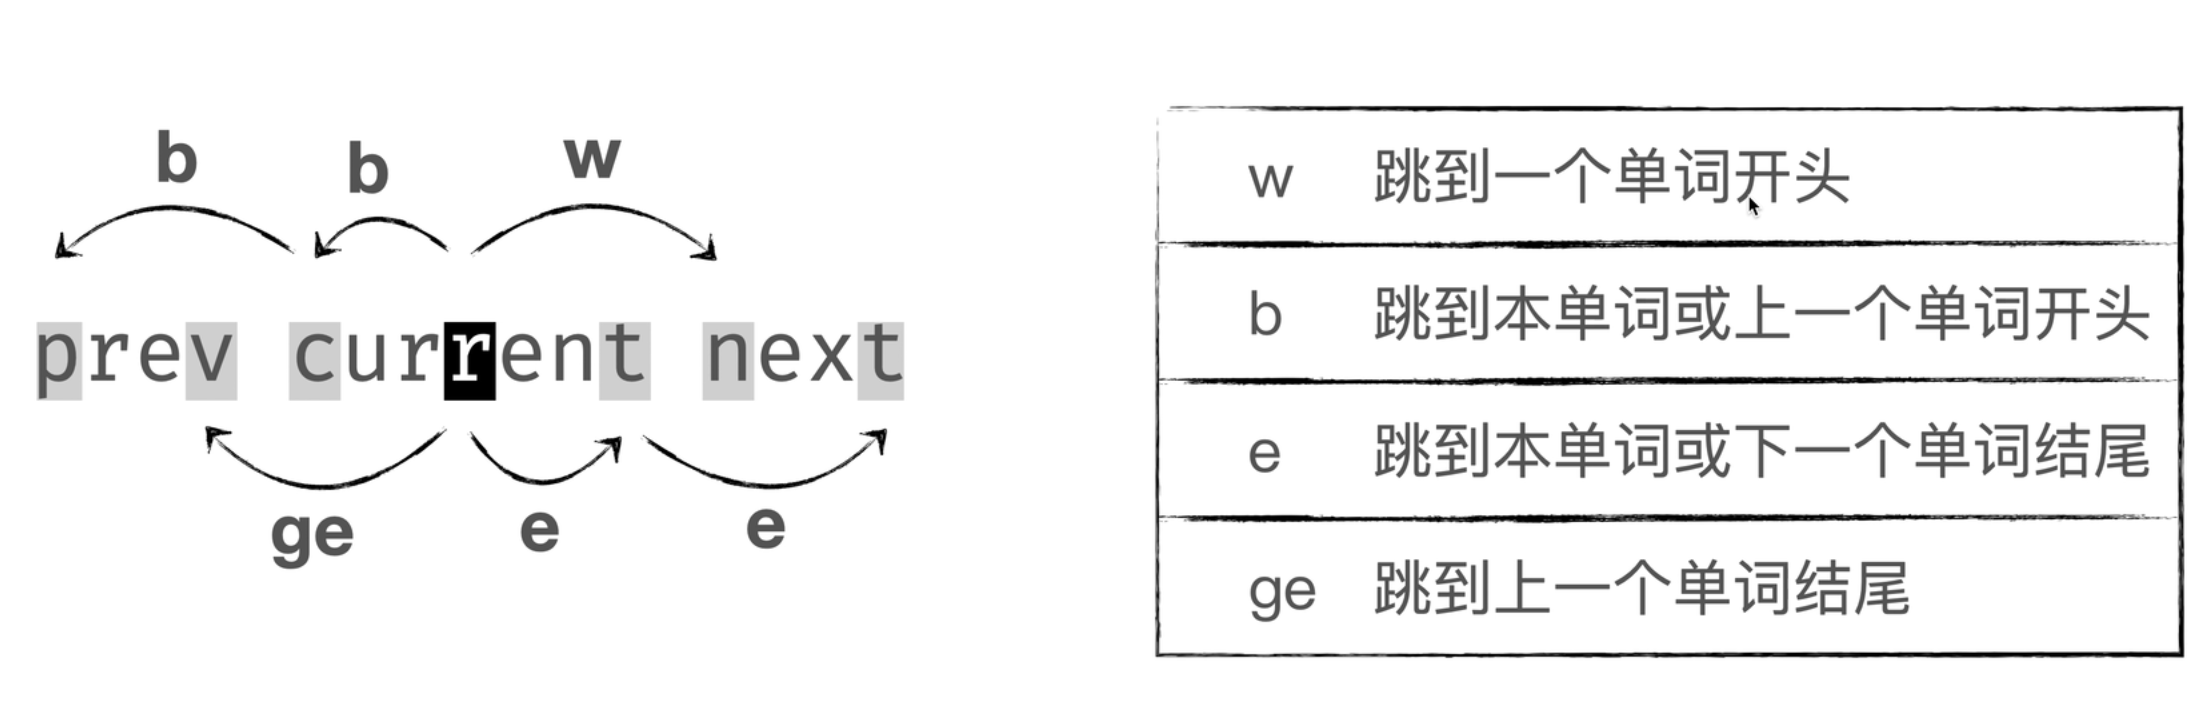 b b w
prev current next
ge e e
w 跳到一个单词开头
b 跳到本单词或上一个单词开头
e 跳到本单词或下一个单词结尾
ge 跳到上一个单词结尾